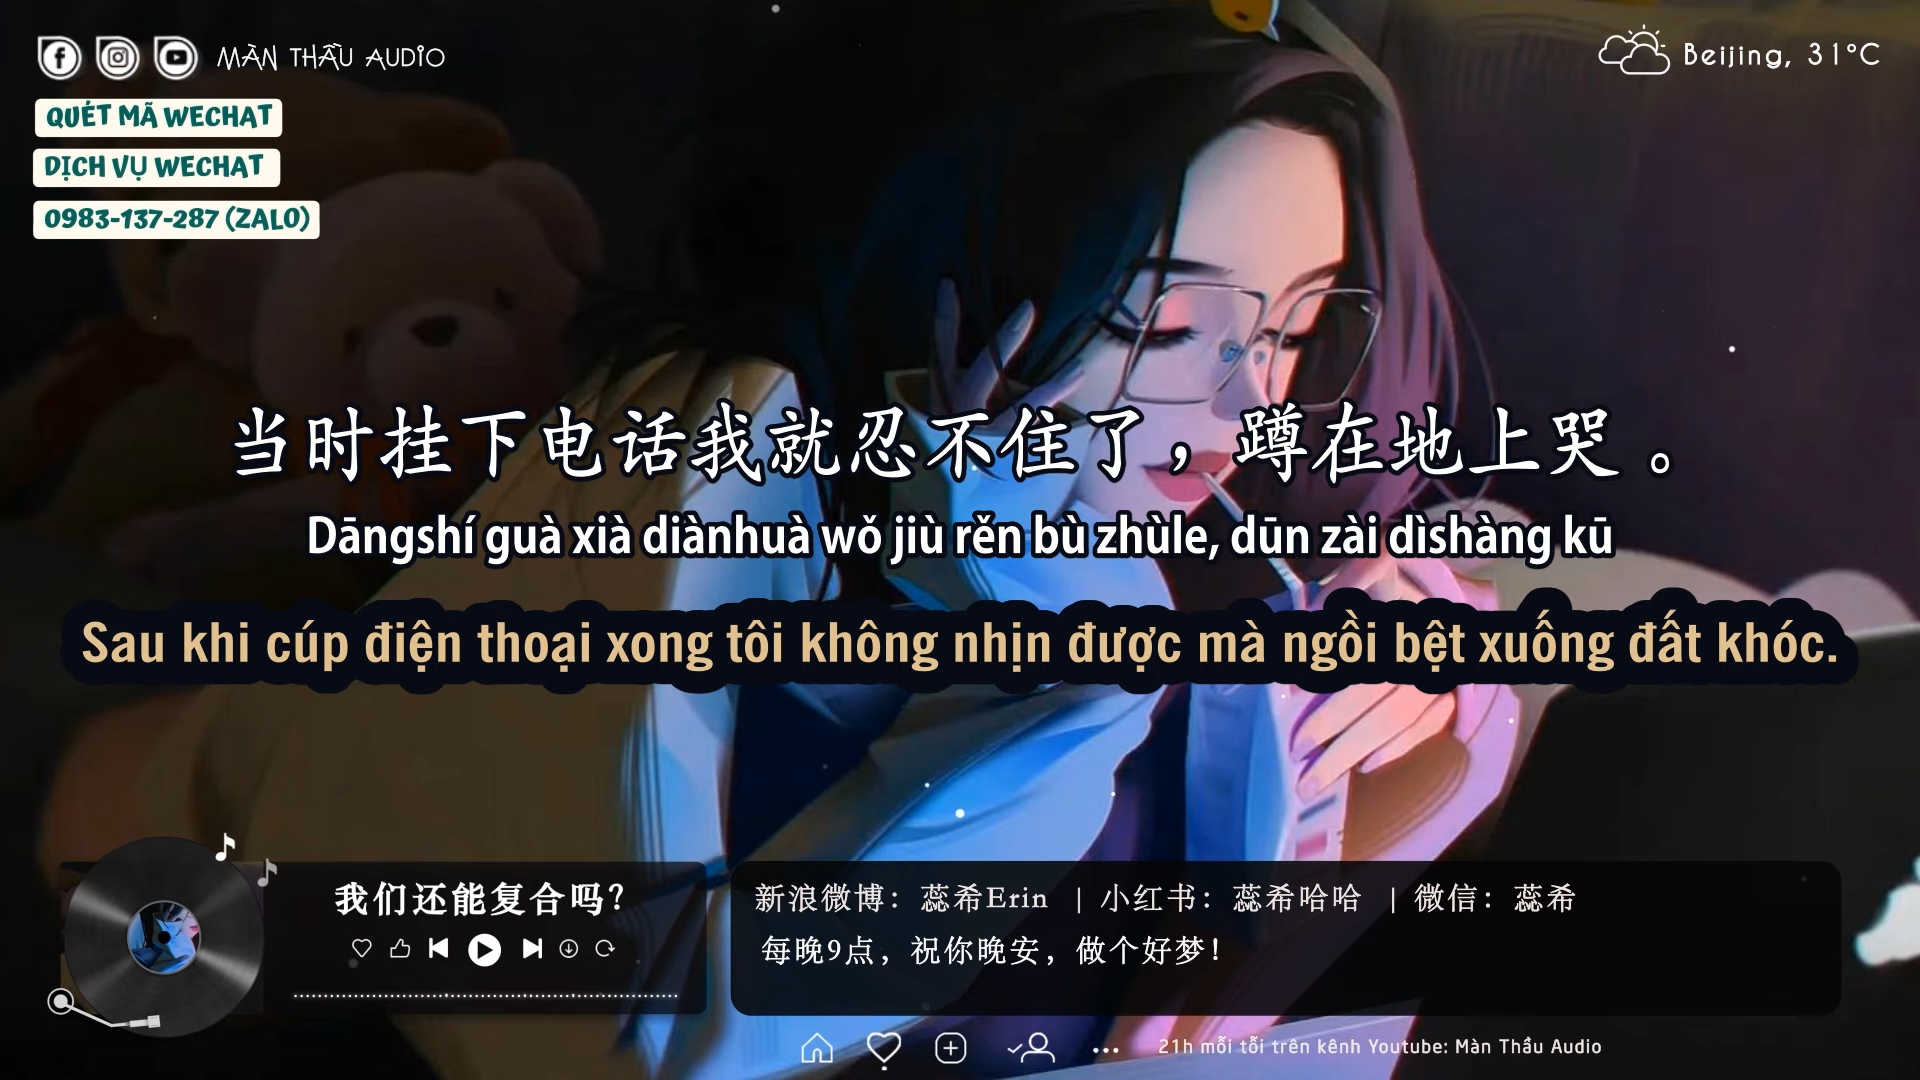 MÀN THẦU AUDIO
Beijing, 31°C
QUÉT MÃ WECHAT
DỊCH VỤ WECHAT
0983-137-287 (ZALO)
当时挂下电话我就忍不住了，蹲在地上哭。
Dāngshí guà xià diànhuà wǒ jiù rěn bù zhùle, dūn zài dìshàng kū
Sau khi cúp điện thoại xong tôi không nhịn được mà ngồi bệt xuống đất khóc.
我们还能复合吗？
新浪微博：蕊希Erin | 小红书：蕊希哈哈 | 微信：蕊希
每晚9点，祝你晚安，做个好梦！
21h mỗi tỗi trên kênh Youtube: Màn Thầu Audio